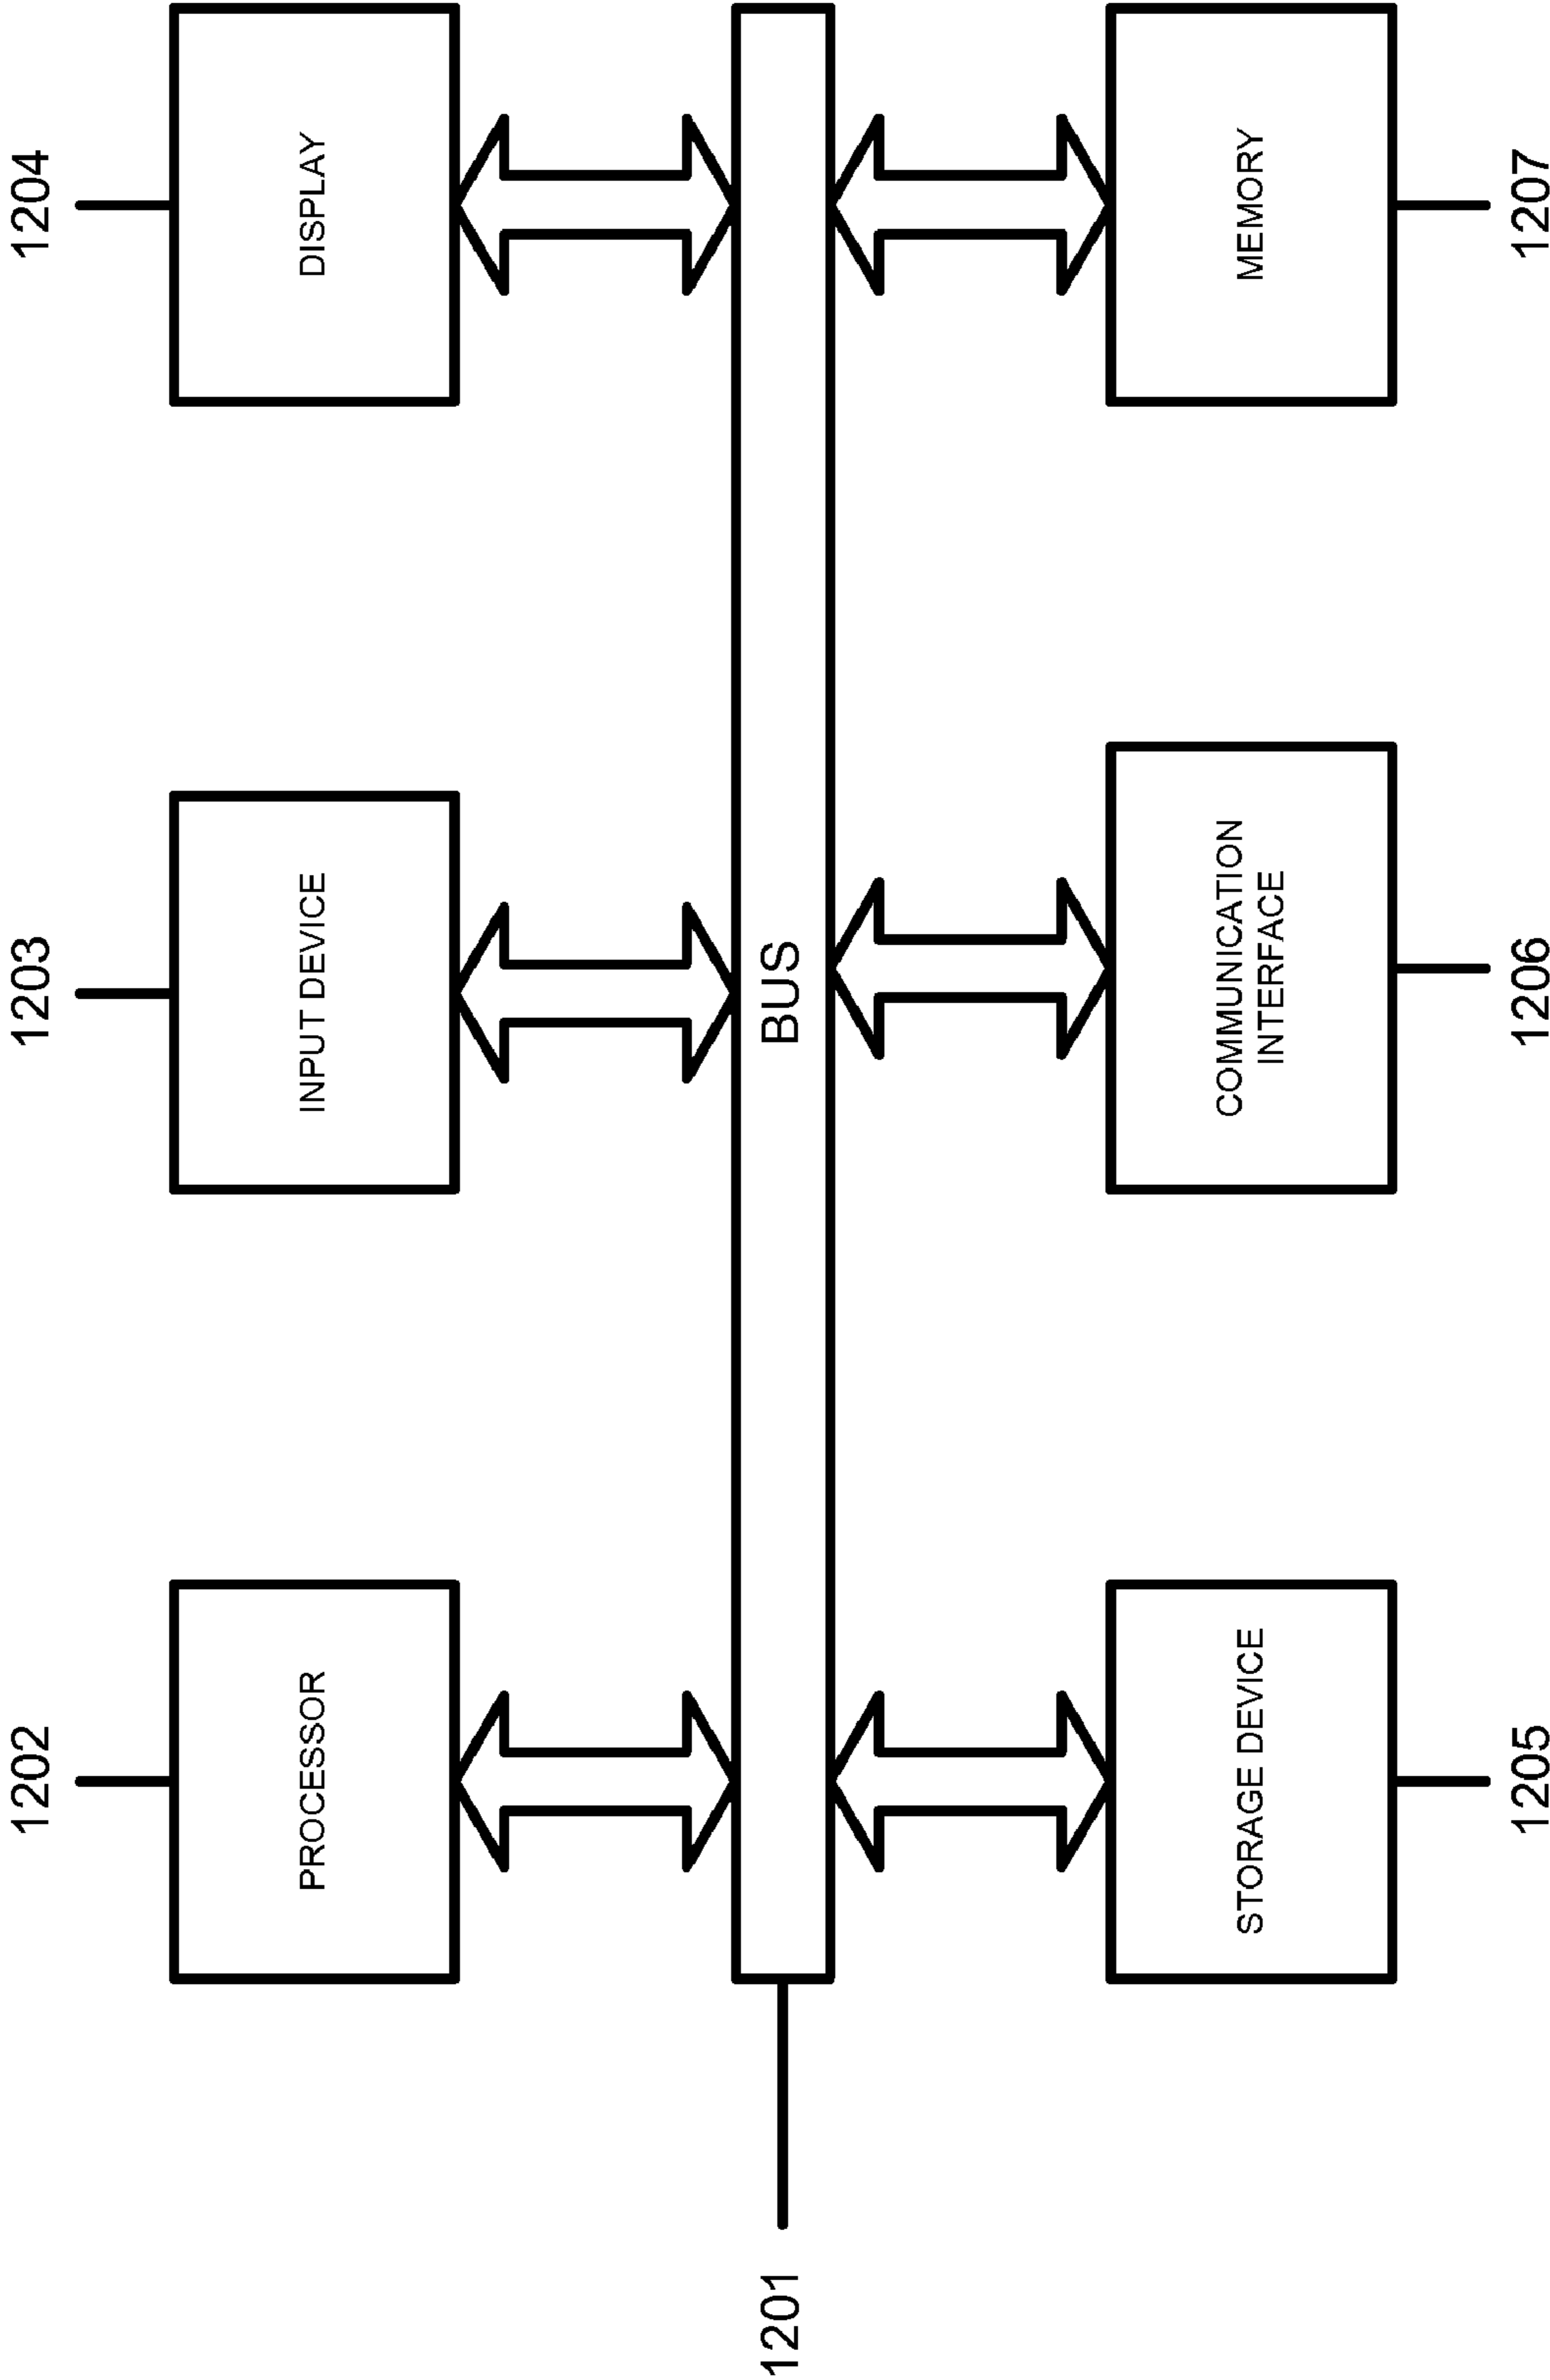 1202
1203
1204
PROCESSOR
INPUT DEVICE
DISPLAY
1201
BUS
STORAGE DEVICE
COMMUNICATION
INTERFACE
MEMORY
1205
1206
1207